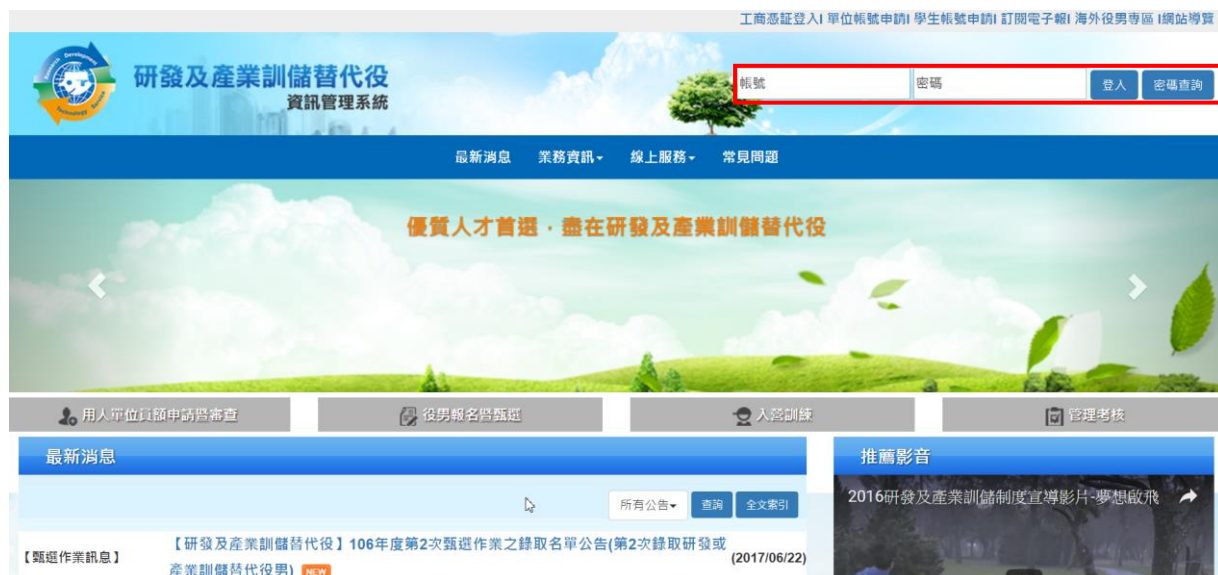 工商憑証登入| 單位帳號申請| 學生帳號申請| 訂閱電子報| 海外役男專區 |網站導覽
Research Development
Technology Service
研發及產業訓儲替代役
資訊管理系統
帳號
密碼
登入
密碼查詢
最新消息 業務資訊 線上服務 常見問題
優質人才首選．盡在研發及產業訓儲替代役
用人單位員額申請暨審查
役男報名暨甄選
入營訓練
管理考核
最新消息
推薦影音
所有公告
查詢
全文索引
2016研發及產業訓儲制度宣導影片-夢想啟飛
【甄選作業訊息】
【研發及產業訓儲替代役】106年度第2次甄選作業之錄取名單公告(第2次錄取研發或
產業訓儲替代役男) NEW
(2017/06/22)